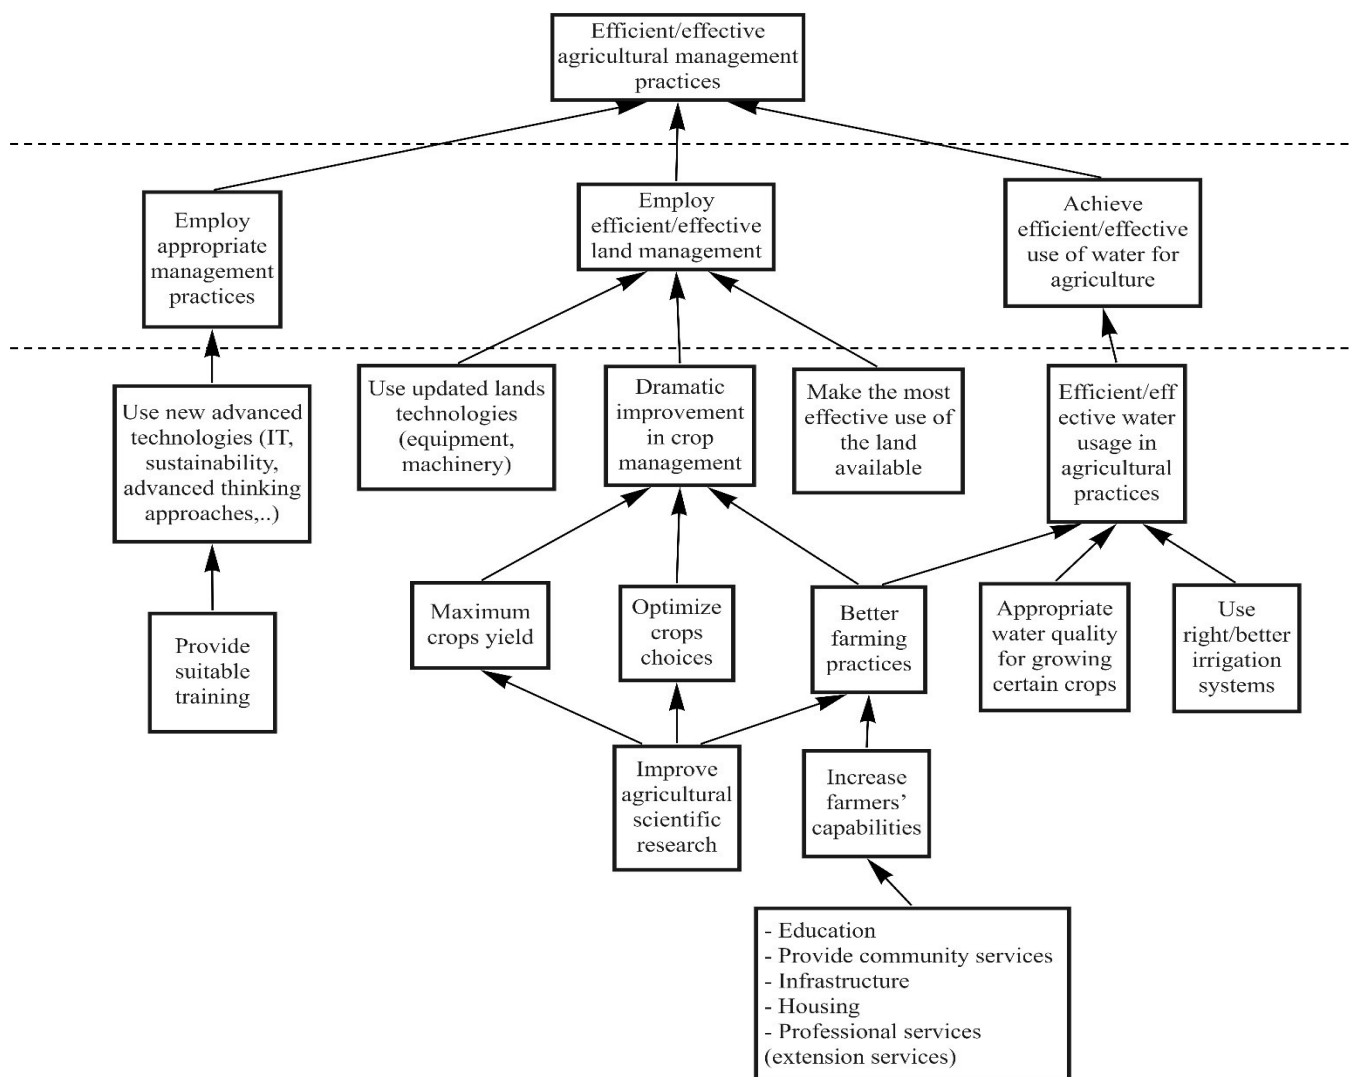 Efficient/effective
agricultural management
practices
Employ
appropriate
management
practices
Employ
efficient/effective
land management
Achieve
efficient/effective
use of water for
agriculture
Use new advanced
technologies (IT,
sustainability,
advanced thinking
approaches,..)
Use updated lands
technologies
(equipment,
machinery)
Dramatic
improvement
in crop
management
Make the most
effective use of
the land
available
Efficient/eff
ective water
usage in
agricultural
practices
Provide
suitable
training
Maximum
crops yield
Optimize
crops
choices
Better
farming
practices
Appropriate
water quality
for growing
certain crops
Use
right/better
irrigation
systems
Improve
agricultural
scientific
research
Increase
farmers’
capabilities
- Education
- Provide community services
- Infrastructure
- Housing
- Professional services
(extension services)